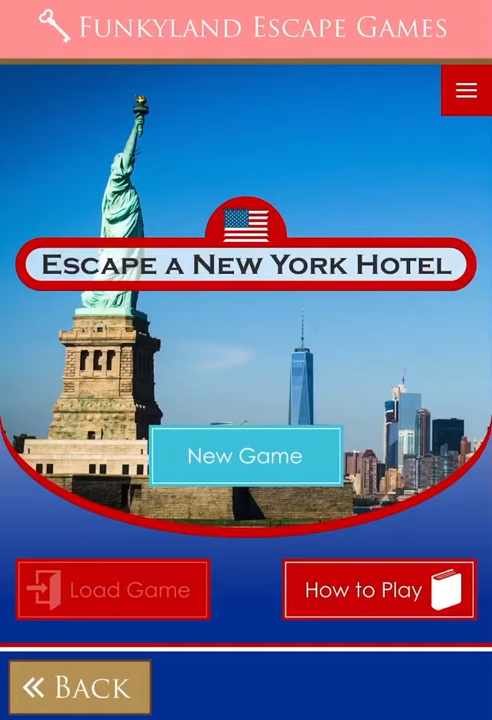 Funkyland Escape Games
Escape a New York Hotel
New Game
Load Game
How to Play
« Back